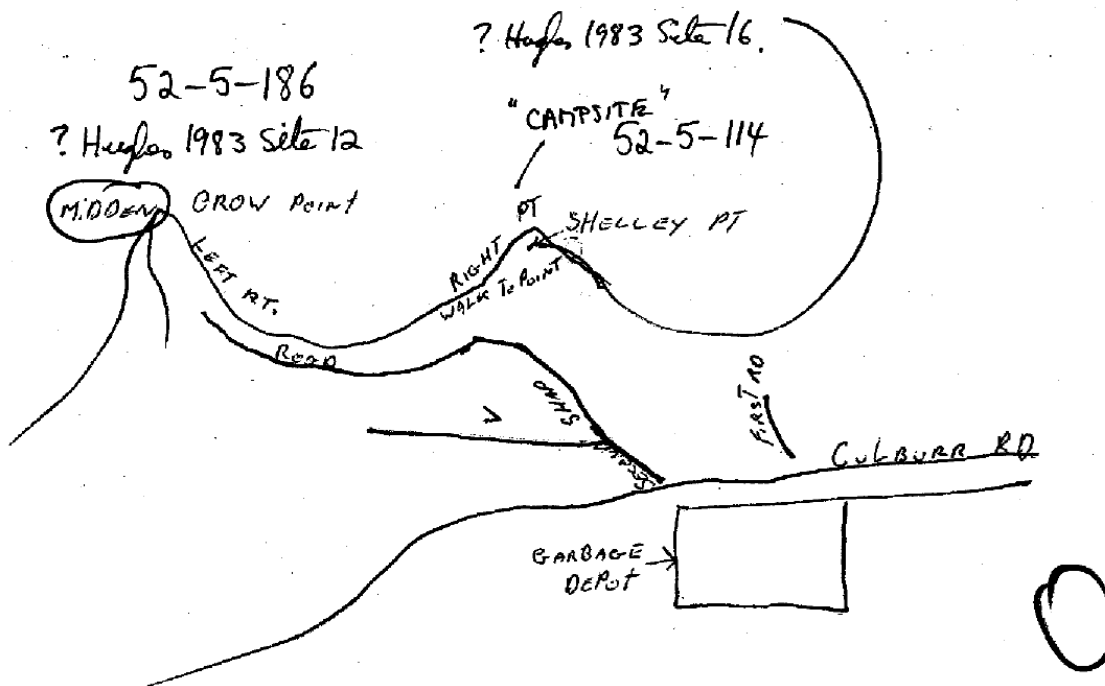 ? Hughes 1983 Site 16.
52-5-186
? Hughes 1983 Site 12
"CAMPSITE"
52-5-114
MIDDEN
CROW POINT
PT
SHELLEY PT
LEFT RT.
RIGHT
WALK TO POINT
ROAD
FIRST RD
CULBURR RD
GARBAGE
DEPOT